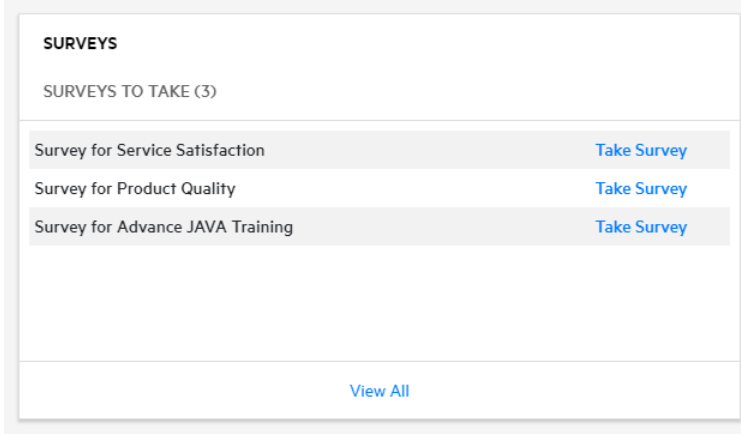 SURVEYS
SURVEYS TO TAKE (3)
Survey for Service Satisfaction Take Survey
Survey for Product Quality Take Survey
Survey for Advance JAVA Training Take Survey
View All